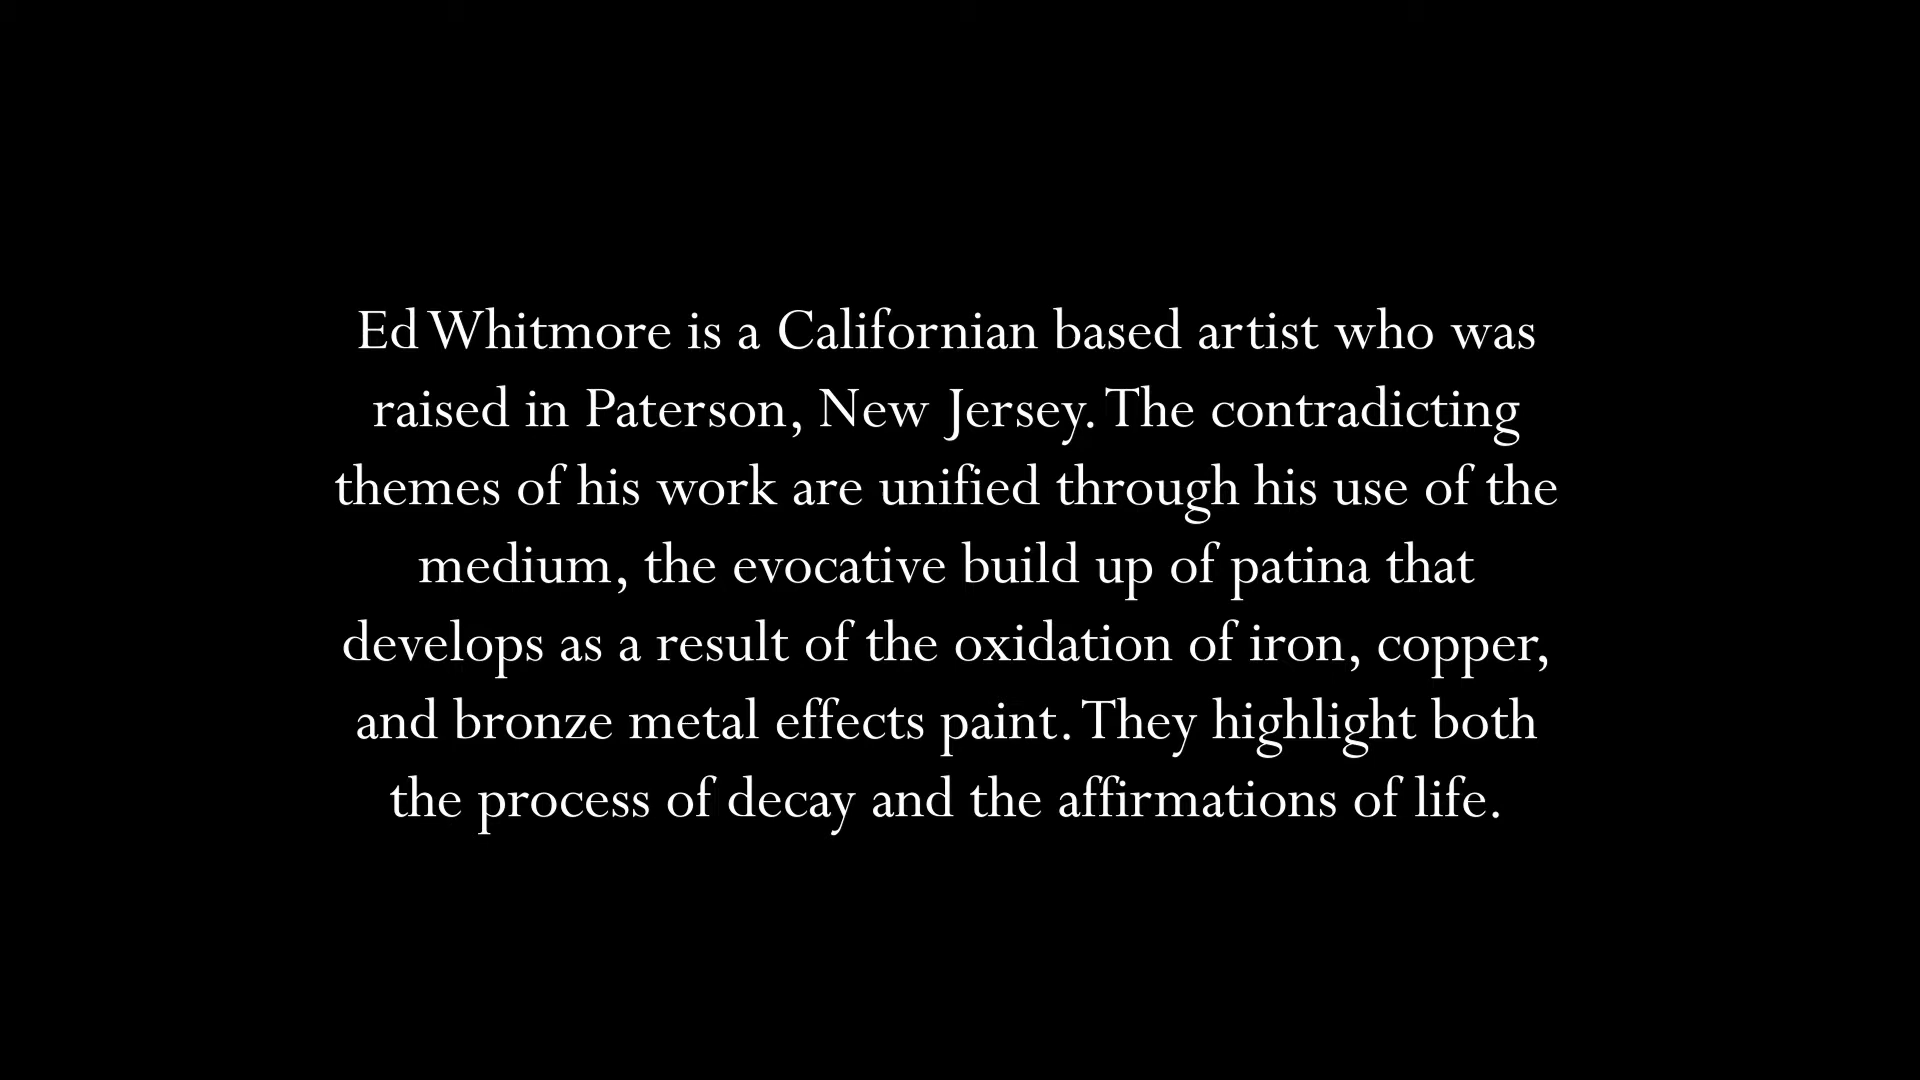 Ed Whitmore is a Californian based artist who was
raised in Paterson, New Jersey. The contradicting
themes of his work are unified through his use of the
medium, the evocative build up of patina that
develops as a result of the oxidation of iron, copper,
and bronze metal effects paint. They highlight both
the process of decay and the affirmations of life.